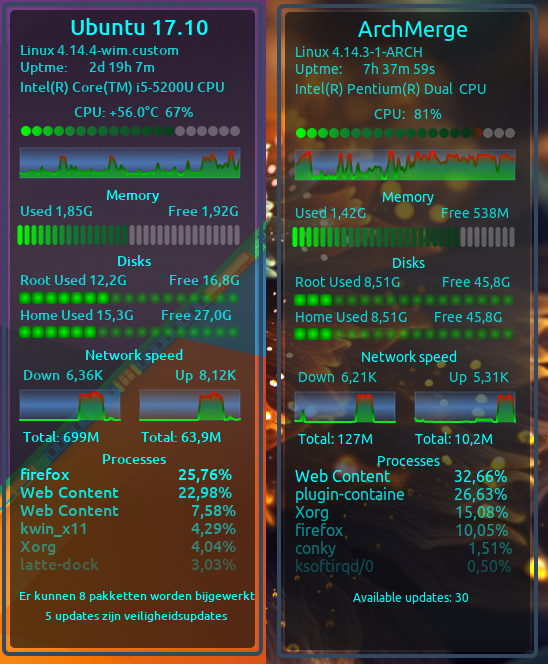 Ubuntu 17.10
Linux 4.14.4-wim.custom
Uptme: 2d 19h 7m
Intel(R) Core(TM) i5-5200U CPU
CPU: +56.0°C 67%
Memory
Used 1,85G Free 1,92G
Disks
Root Used 12,2G Free 16,8G
Home Used 15,3G Free 27,0G
Network speed
Down 6,36K Up 8,12K
Total: 699M Total: 63,9M
Processes
firefox 25,76%
Web Content 22,98%
Web Content 7,58%
kwin_x11 4,29%
Xorg 4,04%
latte-dock 3,03%
Er kunnen 8 pakketten worden bijgewerkt
5 updates zijn veiligheidsupdates
ArchMerge
Linux 4.14.3-1-ARCH
Uptme: 7h 37m 59s
Intel(R) Pentium(R) Dual CPU
CPU: 81%
Memory
Used 1,42G Free 538M
Disks
Root Used 8,51G Free 45,8G
Home Used 8,51G Free 45,8G
Network speed
Down 6,21K Up 5,31K
Total: 127M Total: 10,2M
Processes
Web Content 32,66%
plugin-containe 26,63%
Xorg 15,08%
firefox 10,05%
conky 1,51%
ksoftirqd/0 0,50%
Available updates: 30